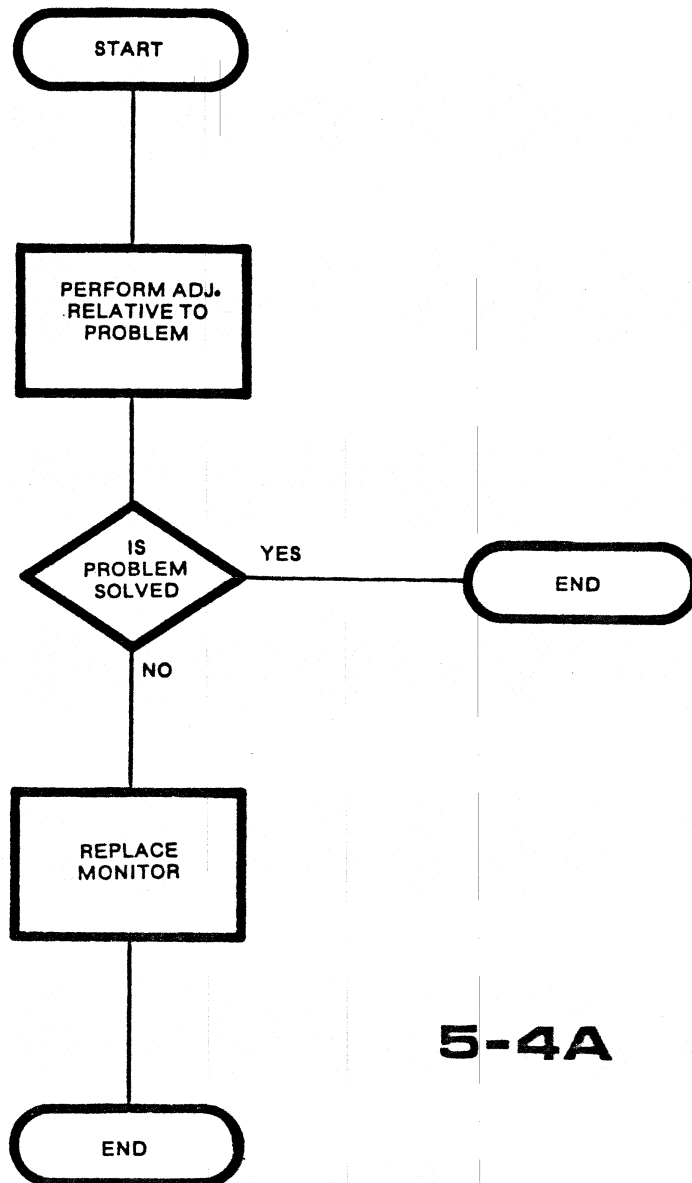 START
PERFORM ADJ.
RELATIVE TO
PROBLEM
IS
PROBLEM
SOLVED
YES
END
NO
REPLACE
MONITOR
5-4A
END